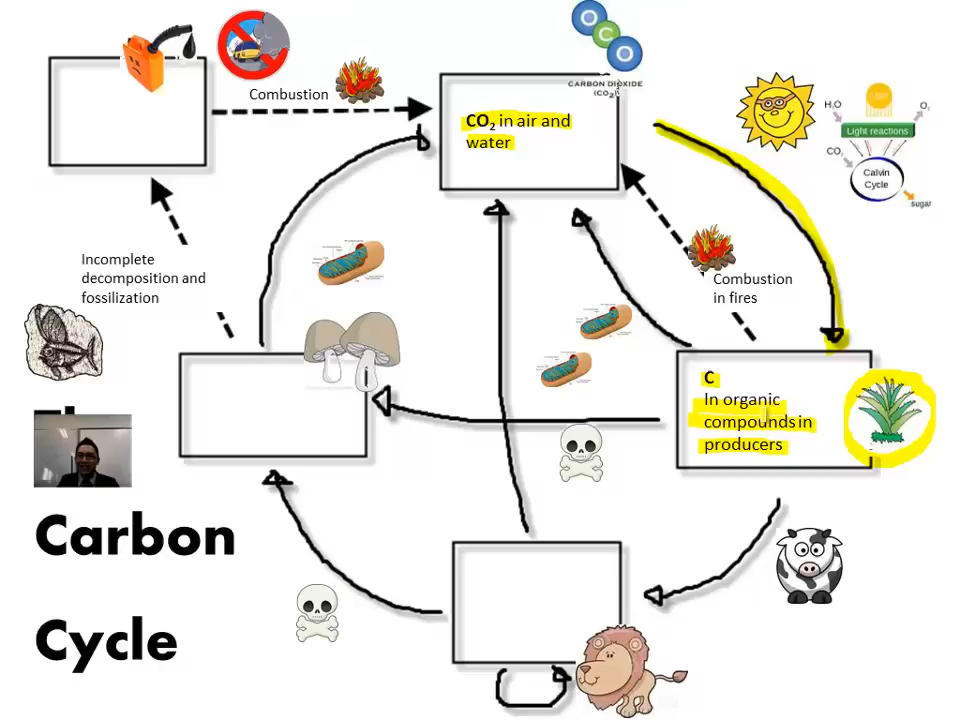 Combustion
CARBON DIOXIDE
(CO₂)
CO₂ in air and
water
H₂O
O₂
Light reactions
CO₂
Calvin
Cycle
sugar
Incomplete
decomposition and
fossilization
Combustion
in fires
C
In organic
compounds in
producers
Carbon
Cycle